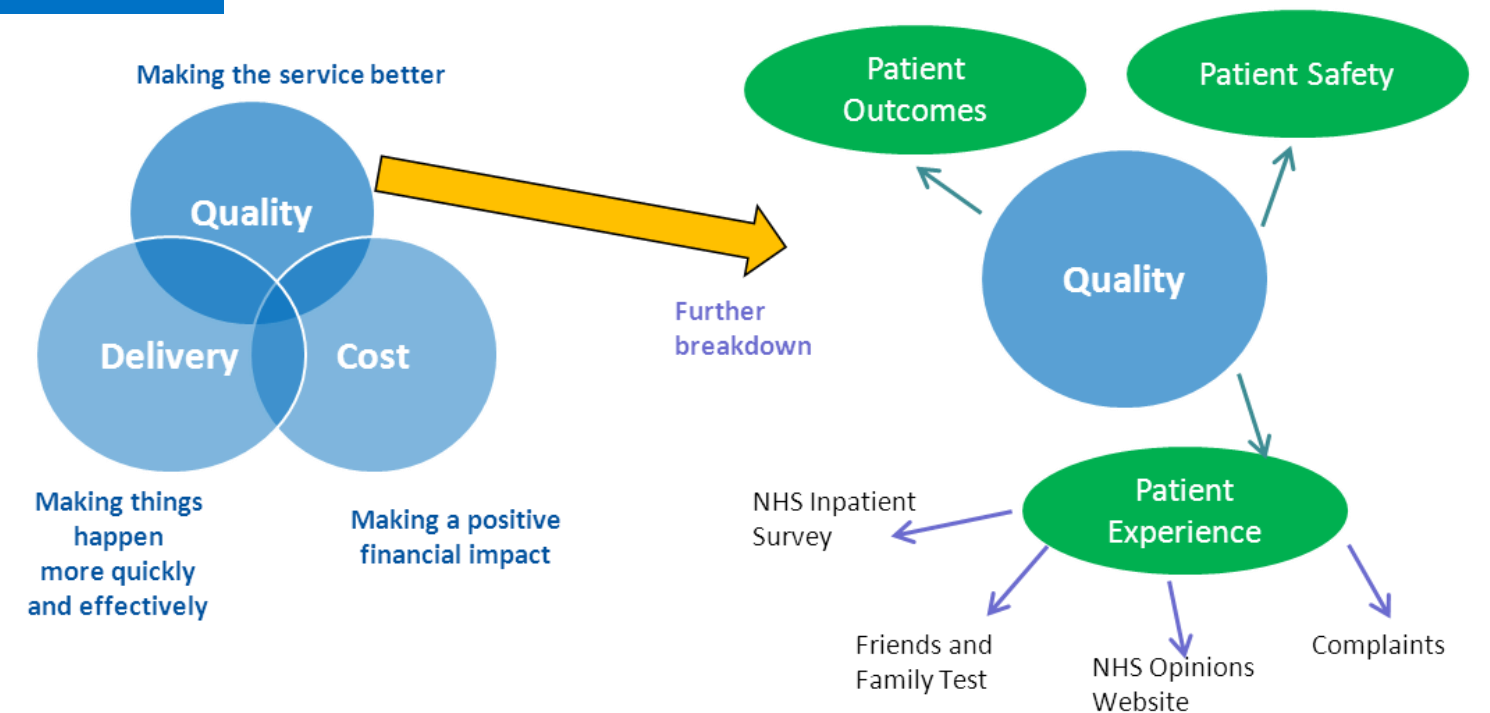 Making the service better
Quality
Delivery
Cost
Making things
happen
more quickly
and effectively
Making a positive
financial impact
Further
breakdown
Patient
Outcomes
Patient Safety
Quality
Patient
Experience
NHS Inpatient
Survey
Friends and
Family Test
NHS Opinions
Website
Complaints